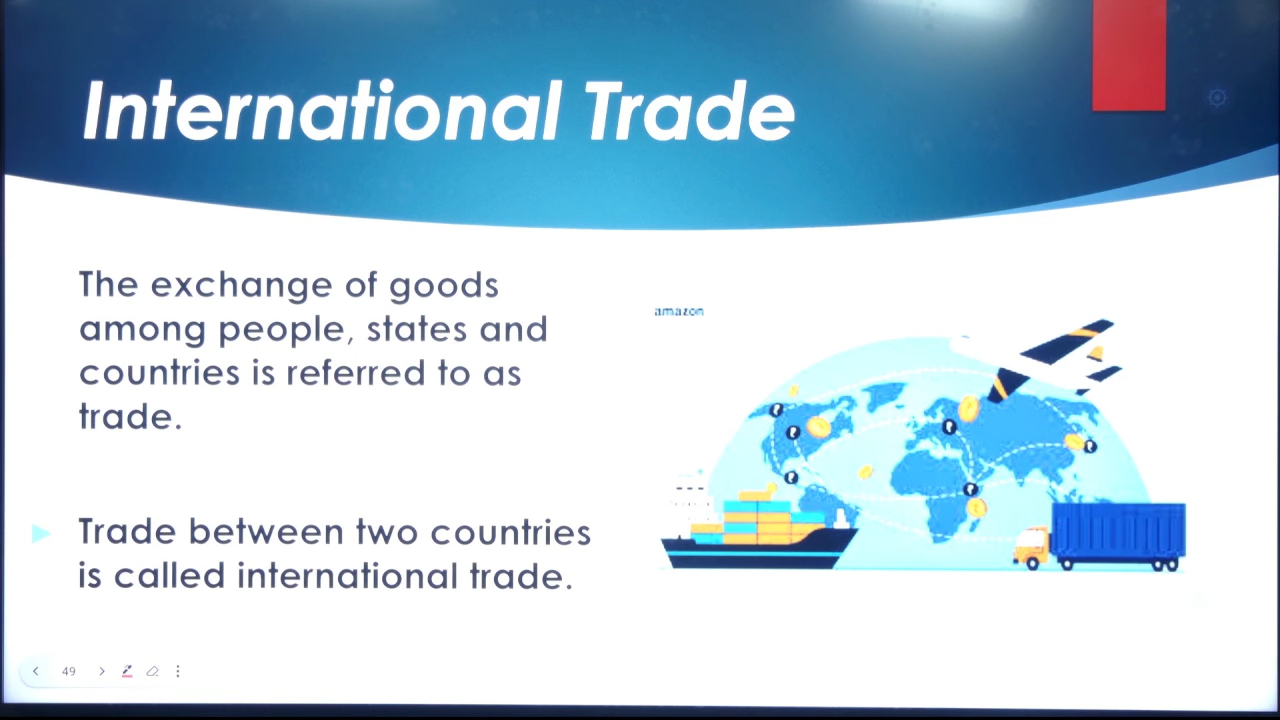 International Trade
The exchange of goods
among people, states and
countries is referred to as
trade.
amazon
Trade between two countries
is called international trade.
49